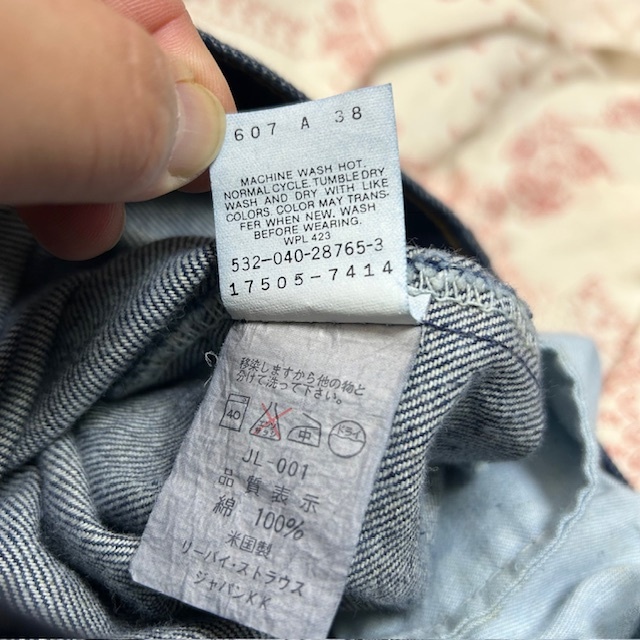 607 A 38
MACHINE WASH HOT.
NORMAL CYCLE TUMBLE DRY
WASH AND DRY WITH LIKE
COLORS. COLOR MAY TRANS-
FER WHEN NEW. WASH
BEFORE WEARING.
WPL 423
532-040-28765-3
17505-7414
移染しますから他の物と
分けて洗って下さい。
40 中
JL-001
品質表示
綿 100%
米国製
リーバイ・ストラウス
ジャパンKK